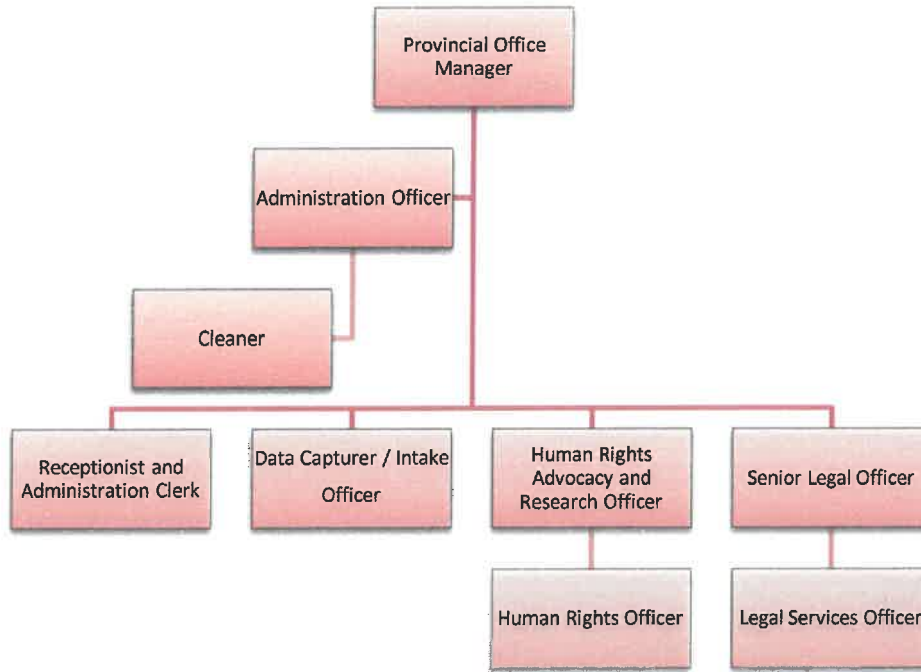 Provincial Office
Manager
Administration Officer
Cleaner
Receptionist and
Administration Clerk
Data Capturer / Intake
Officer
Human Rights
Advocacy and
Research Officer
Senior Legal Officer
Human Rights Officer
Legal Services Officer